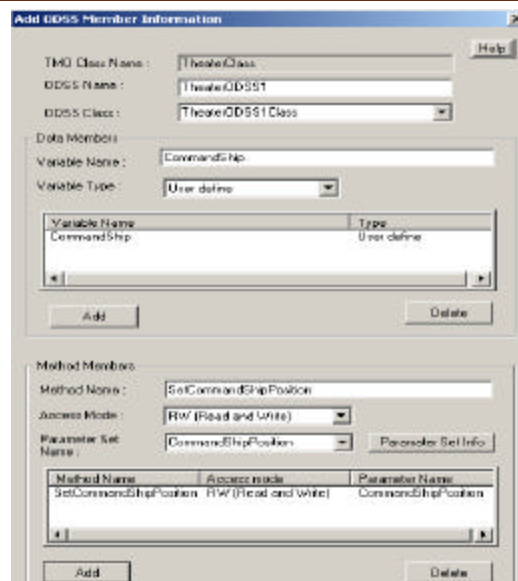 Add ODSS Member Information
Help
TMO Class Name : TheaterClass
ODSS Name : TheaterODSS1
ODSS Class : TheaterODSS1Class
Data Members
Variable Name : CommandShip
Variable Type : User define
Variable Name Type
CommandShip User define
Add Delete
Method Members
Method Name : SetCommandShipPosition
Access Mode : RW (Read and Write)
Parameter Set Name : CommandShipPosition Parameter Set Info
Method Name Access mode Parameter Name
SetCommandShipPosition RW (Read and Write) CommandShipPosition
Add Delete